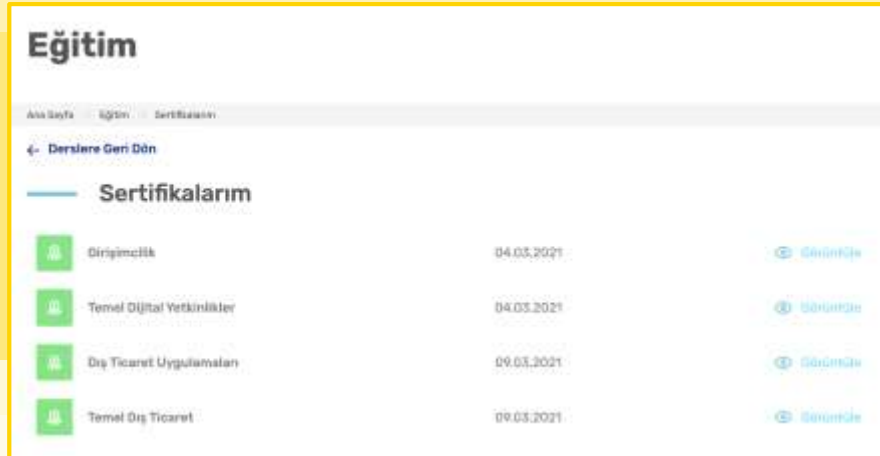 Eğitim
Ana Sayfa Eğitim Sertifikalarım
← Derslere Geri Dön
Sertifikalarım
Girişimcilik 04.03.2021 Görüntüle
Temel Dijital Yetkinlikler 04.03.2021 Görüntüle
Dış Ticaret Uygulamaları 09.03.2021 Görüntüle
Temel Dış Ticaret 09.03.2021 Görüntüle